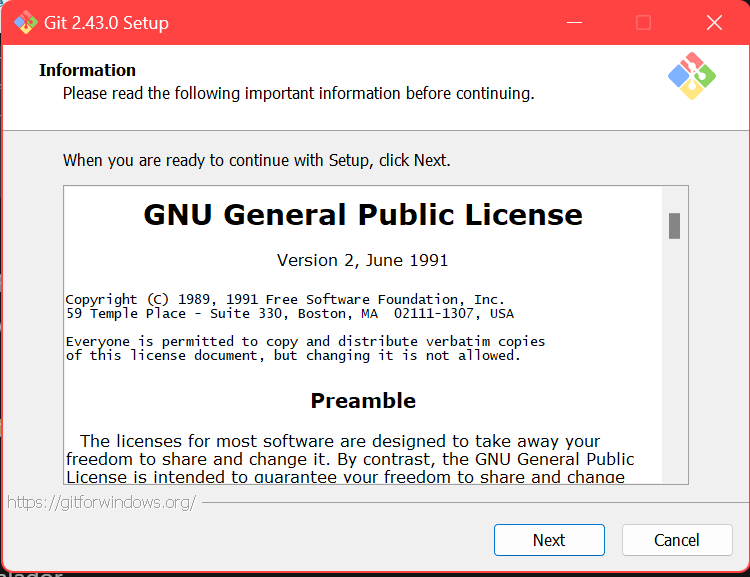 Git 2.43.0 Setup
Information
Please read the following important information before continuing.
When you are ready to continue with Setup, click Next.
GNU General Public License
Version 2, June 1991
Copyright (C) 1989, 1991 Free Software Foundation, Inc.
59 Temple Place - Suite 330, Boston, MA  02111-1307, USA
Everyone is permitted to copy and distribute verbatim copies
of this license document, but changing it is not allowed.
Preamble
The licenses for most software are designed to take away your
freedom to share and change it. By contrast, the GNU General Public
License is intended to guarantee your freedom to share and change
https://gitforwindows.org/
Next
Cancel